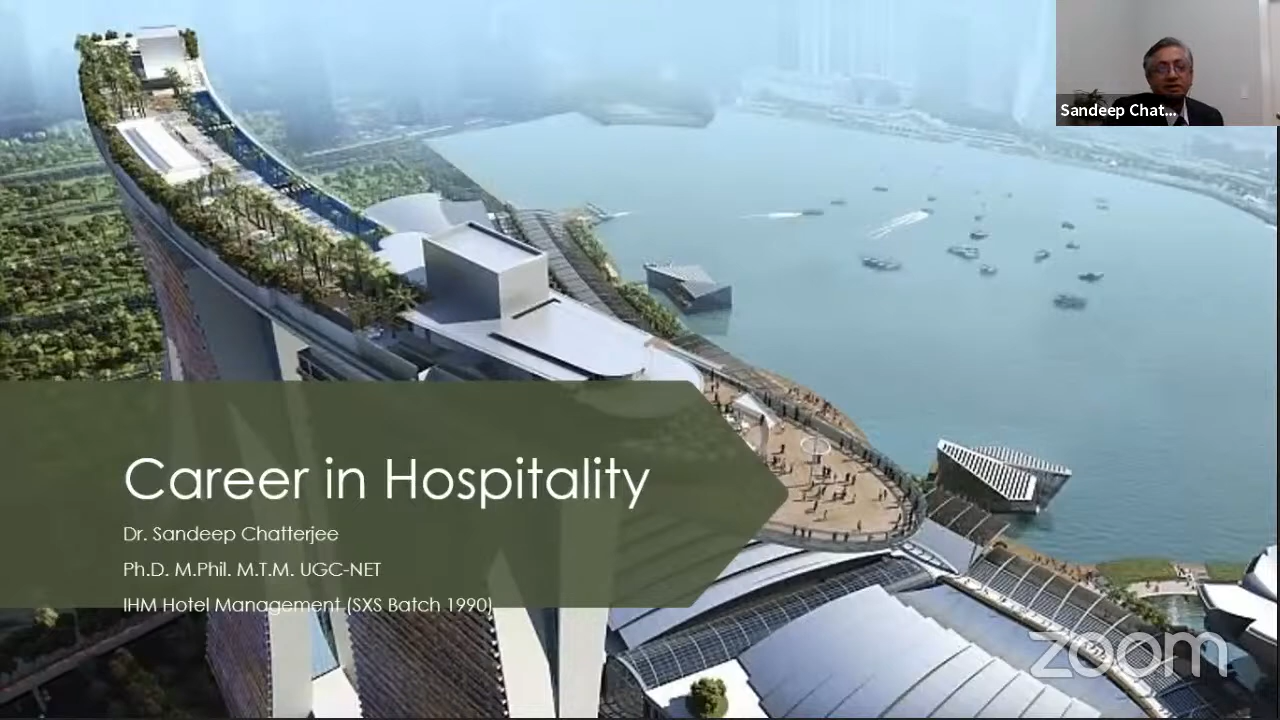 Sandeep Chat...
Career in Hospitality
Dr. Sandeep Chatterjee
Ph.D. M.Phil. M.T.M. UGC-NET
IHM Hotel Management (SXS Batch 1990)
zoom